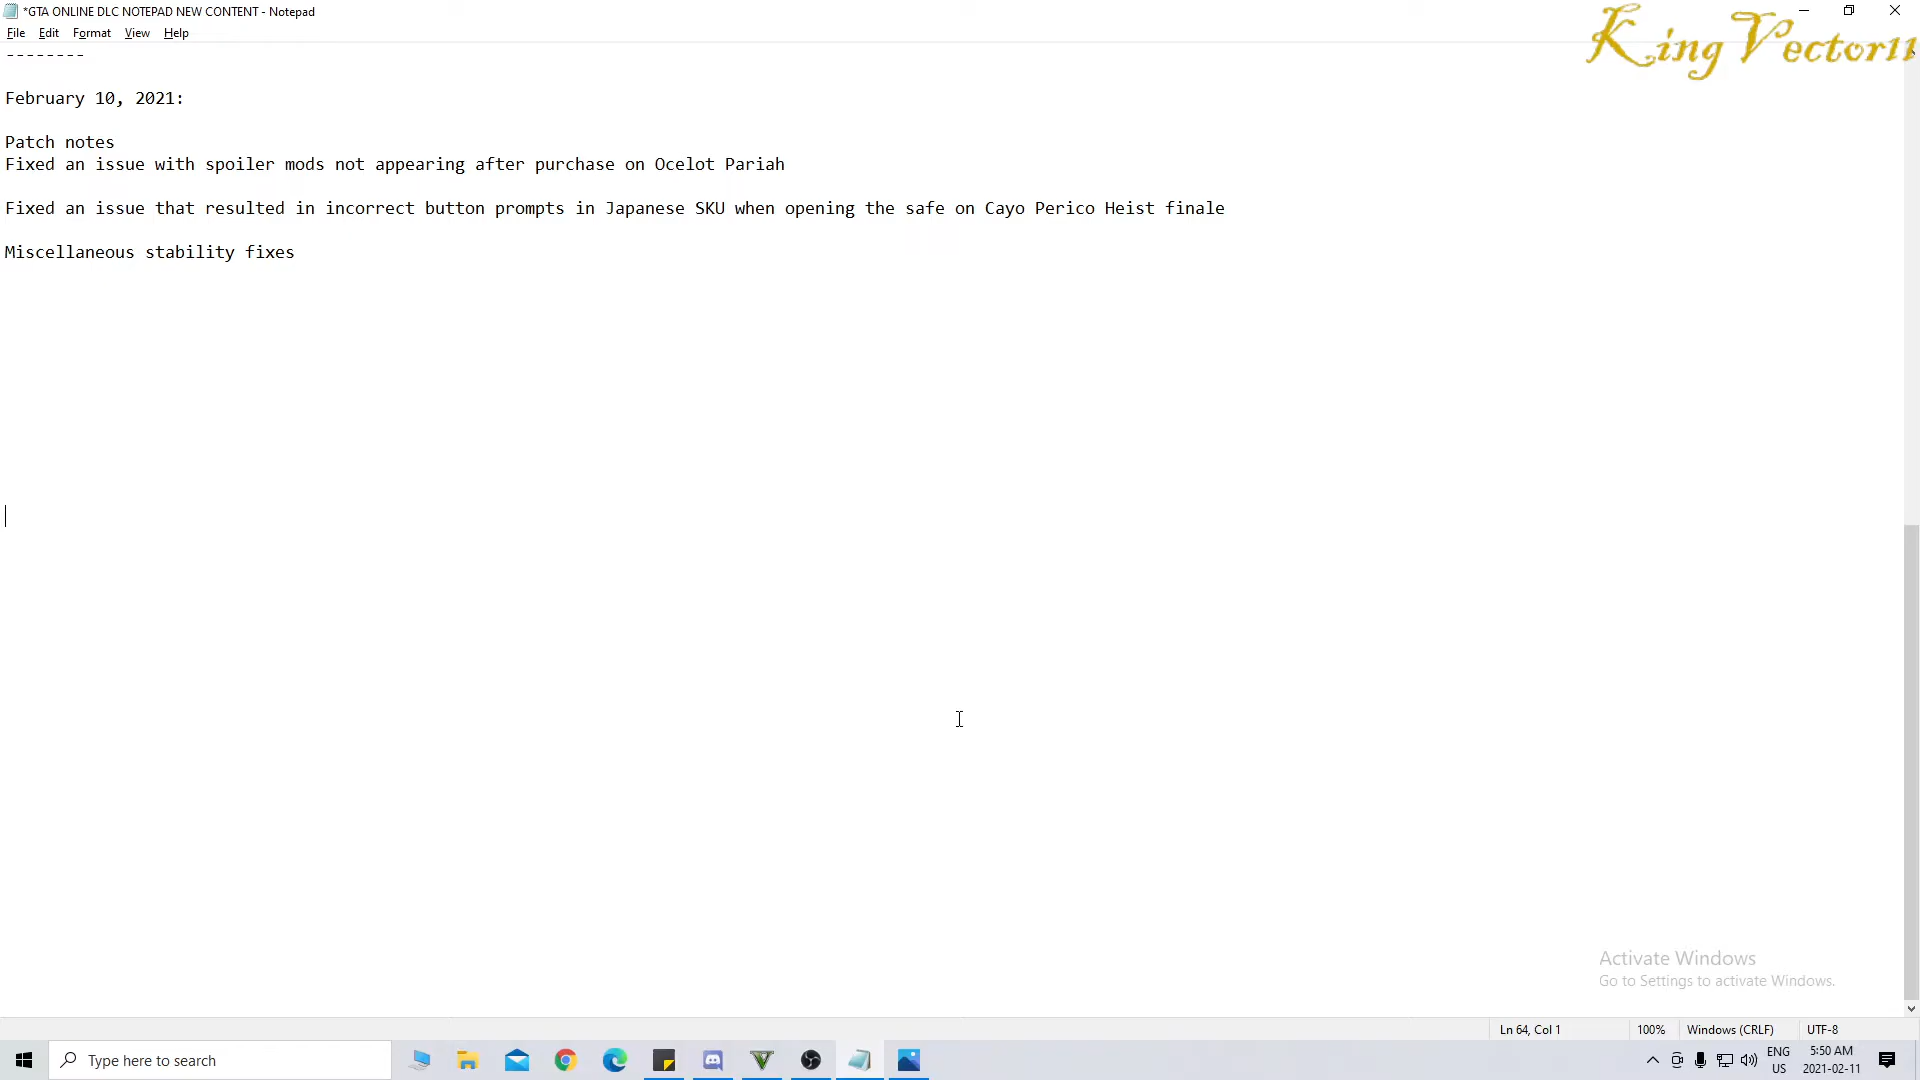 *GTA ONLINE DLC NOTEPAD NEW CONTENT - Notepad
King Vector11
File Edit Format View Help
--------
February 10, 2021:
Patch notes
Fixed an issue with spoiler mods not appearing after purchase on Ocelot Pariah
Fixed an issue that resulted in incorrect button prompts in Japanese SKU when opening the safe on Cayo Perico Heist finale
Miscellaneous stability fixes
Activate Windows
Go to Settings to activate Windows.
Ln 64, Col 1 100% Windows (CRLF) UTF-8
Type here to search
ENG
US
5:50 AM
2021-02-11